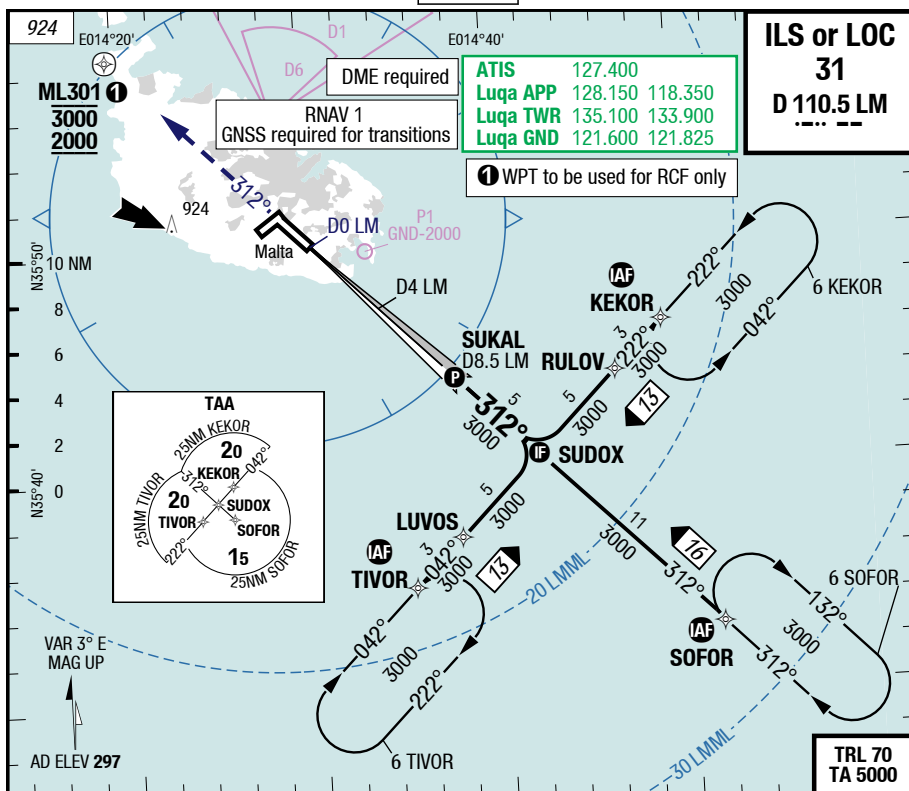 924
E014°20'
E014°40'
D1
D6
ILS or LOC
31
D 110.5 LM
DME required
ATIS 127.400
Luqa APP 128.150 118.350
Luqa TWR 135.100 133.900
Luqa GND 121.600 121.825
ML301 1
3000
2000
RNAV 1
GNSS required for transitions
1 WPT to be used for RCF only
312°
924
D0 LM
P1
GND-2000
Malta
N35°50'
10 NM
8
6
4
2
0
N35°40'
D4 LM
SUKAL
D8.5 LM
P
5
312°
3000
IAF
KEKOR
222°
3000
042°
6 KEKOR
3
222°
3000
RULOV
5
3000
13
IF
SUDOX
TAA
25NM KEKOR
20
KEKOR
042°
312°
25NM TIVOR
20
TIVOR
SUDOX
SOFOR
222°
15
25NM SOFOR
LUVOS
5
3000
3
042°
3000
13
IAF
TIVOR
042°
3000
222°
6 TIVOR
11
3000
16
312°
20 LMML
IAF
SOFOR
6 SOFOR
132°
3000
312°
30 LMML
VAR 3° E
MAG UP
AD ELEV 297
TRL 70
TA 5000